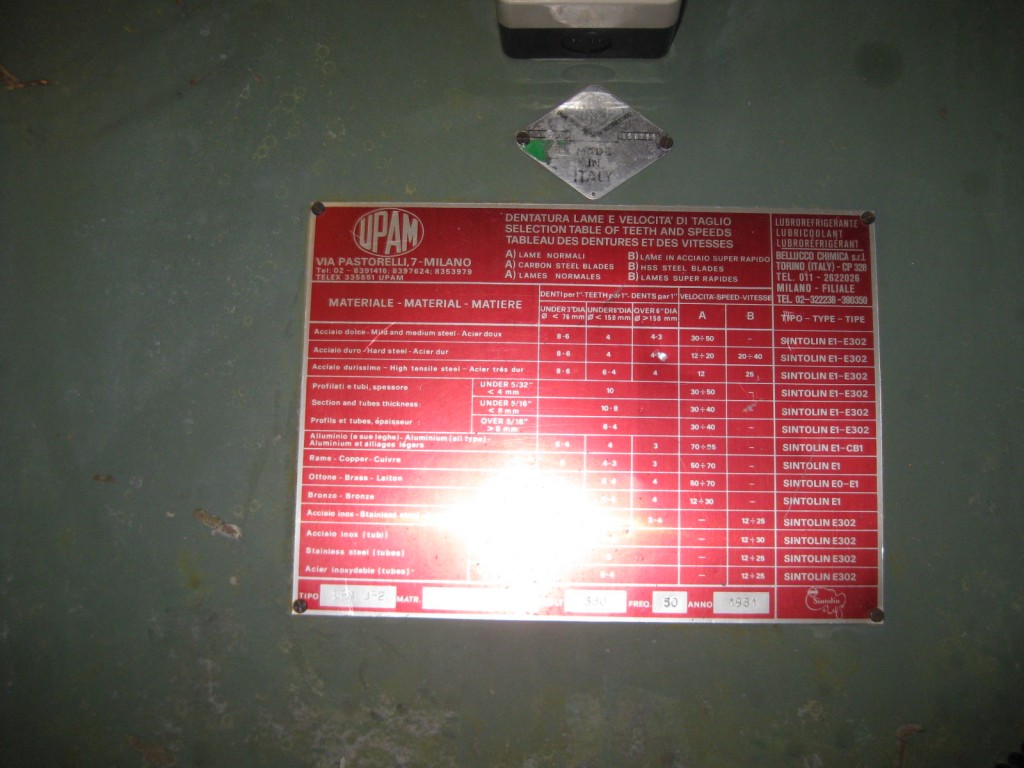 MADE
IN
ITALY
UPAM
VIA PASTORELLI, 7 - MILANO
Tel: 02 - 8391410; 8397624; 8353979
TELEX 335651 UPAM
DENTATURA LAME E VELOCITA' DI TAGLIO
SELECTION TABLE OF TEETH AND SPEEDS
TABLEAU DES DENTURES ET DES VITESSES
A) LAME NORMALI B) LAME IN ACCIAIO SUPER RAPIDO
A) CARBON STEEL BLADES B) HSS STEEL BLADES
A) LAMES NORMALES B) LAMES SUPER RAPIDES
LUBROREFRIGERANTE
LUBRICOOLANT
LUBRORÉFRIGÉRANT
BELLUCCO CHIMICA s.r.l
TORINO (ITALY) - CP 328
TEL. 011 - 2622026
MILANO - FILIALE
TEL. 02-322238-390350
MATERIALE - MATERIAL - MATIERE
DENTI per 1" - TEETH per 1" - DENTS par 1" VELOCITA' - SPEED - VITESSE
UNDER 3" DIA Ø < 76 mm UNDER 6" DIA Ø < 150 mm OVER 6" DIA Ø > 150 mm A B TIPO - TYPE - TIPE
Acciaio dolce - Mild and medium steel - Acier doux 8-6 4 4-3 30÷50 - SINTOLIN E1-E302
Acciaio duro - Hard steel - Acier dur 8-6 4 12÷20 20÷40 SINTOLIN E1-E302
Acciaio durissimo - High tensile steel - Acier très dur 8-6 6-4 4 12 25 SINTOLIN E1-E302
Profilati e tubi, spessore UNDER 5/32" < 4 mm 10 30÷50 - SINTOLIN E1-E302
Section and tubes thickness: UNDER 5/16" < 8 mm 10-8 30÷40 - SINTOLIN E1-E302
Profils et tubes, épaisseur: OVER 5/16" > 8 mm 6-4 30÷40 - SINTOLIN E1-E302
Alluminio (e sue leghe) - Aluminium (all type) -
Aluminium et alliages légers 4 3 - SINTOLIN E1-CB1
Rame - Copper - Cuivre 4-3 3 50÷70 - SINTOLIN E1
Ottone - Brass - Laiton 4 50÷70 - SINTOLIN E0-E1
Bronzo - Bronze 4 12÷30 - SINTOLIN E1
Acciaio inox - Stainless - 12÷25 SINTOLIN E302
Acciaio inox (tubi) - 12÷30 SINTOLIN E302
Stainless steel (tubes) - 12÷25 SINTOLIN E302
Acier inoxydable (tubes) - 12÷25 SINTOLIN E302
TIPO MATR. FREQ. 50 ANNO
Sintolin